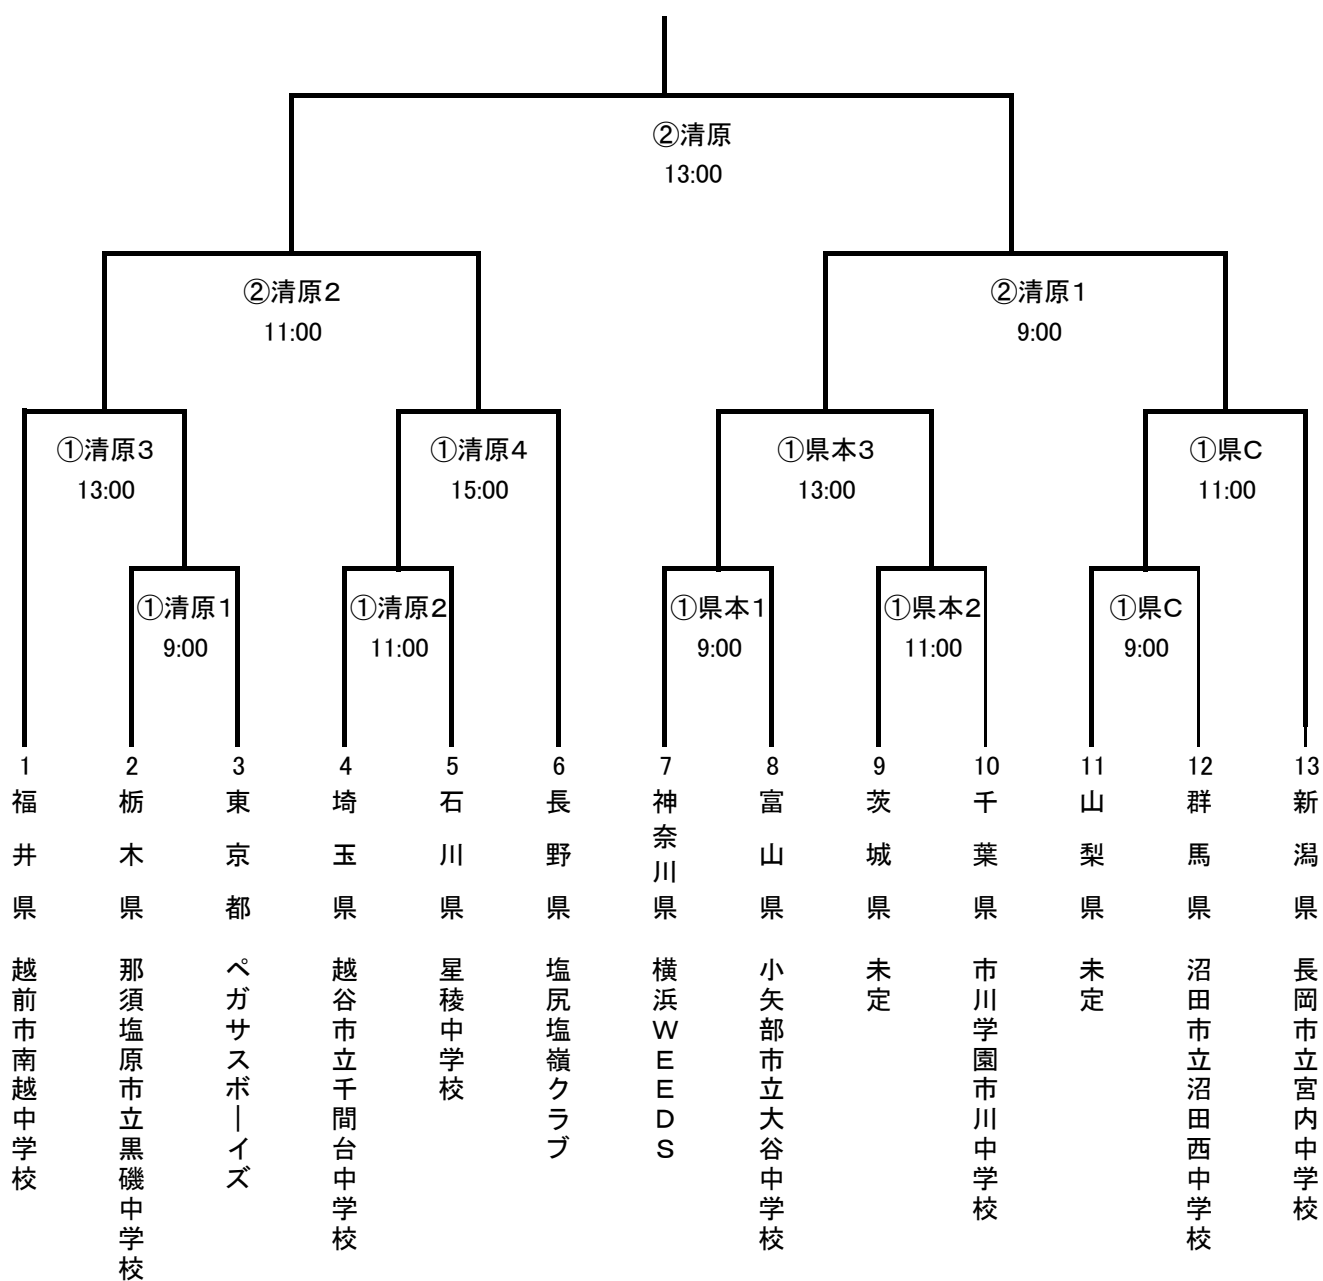 ②清原
13:00
②清原2
11:00
②清原1
9:00
①清原3
13:00
①清原4
15:00
①県本3
13:00
①県C
11:00
①清原1
9:00
①清原2
11:00
①県本1
9:00
①県本2
11:00
①県C
9:00
1
福井県 越前市南越中学校
2
栃木県 那須塩原市立黒磯中学校
3
東京都 ペガサスボーイズ
4
埼玉県 越谷市立千間台中学校
5
石川県 星稜中学校
6
長野県 塩尻塩嶺クラブ
7
神奈川県 横浜WEEDS
8
富山県 小矢部市立大谷中学校
9
茨城県 未定
10
千葉県 市川学園市川中学校
11
山梨県 未定
12
群馬県 沼田市立沼田西中学校
13
新潟県 長岡市立宮内中学校